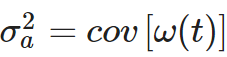 σ_a^2 = cov[ω(t)]